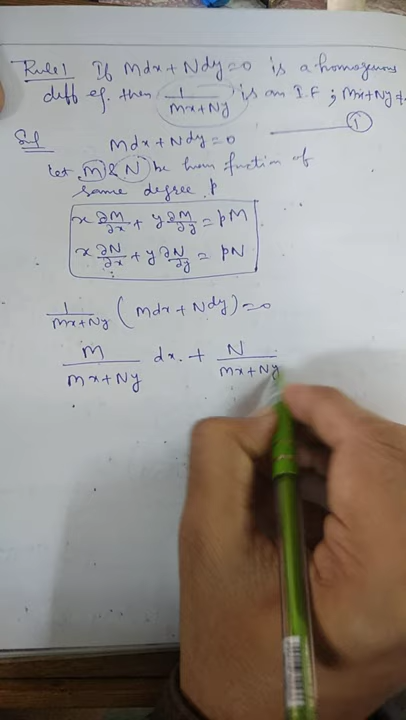 Rule 1 If Mdx + Ndy = 0 is a homogenous
diff eq. then 1/(Mx+Ny) is an I.F ; Mx+Ny ≠
Sol Mdx + Ndy = 0 ——— ①
Let M & N be hom function of
same degree p
x ∂M/∂x + y ∂M/∂y = pM
x ∂N/∂x + y ∂N/∂y = pN
1/(Mx+Ny) (Mdx + Ndy) = 0
M/(Mx+Ny) dx + N/(Mx+Ny)